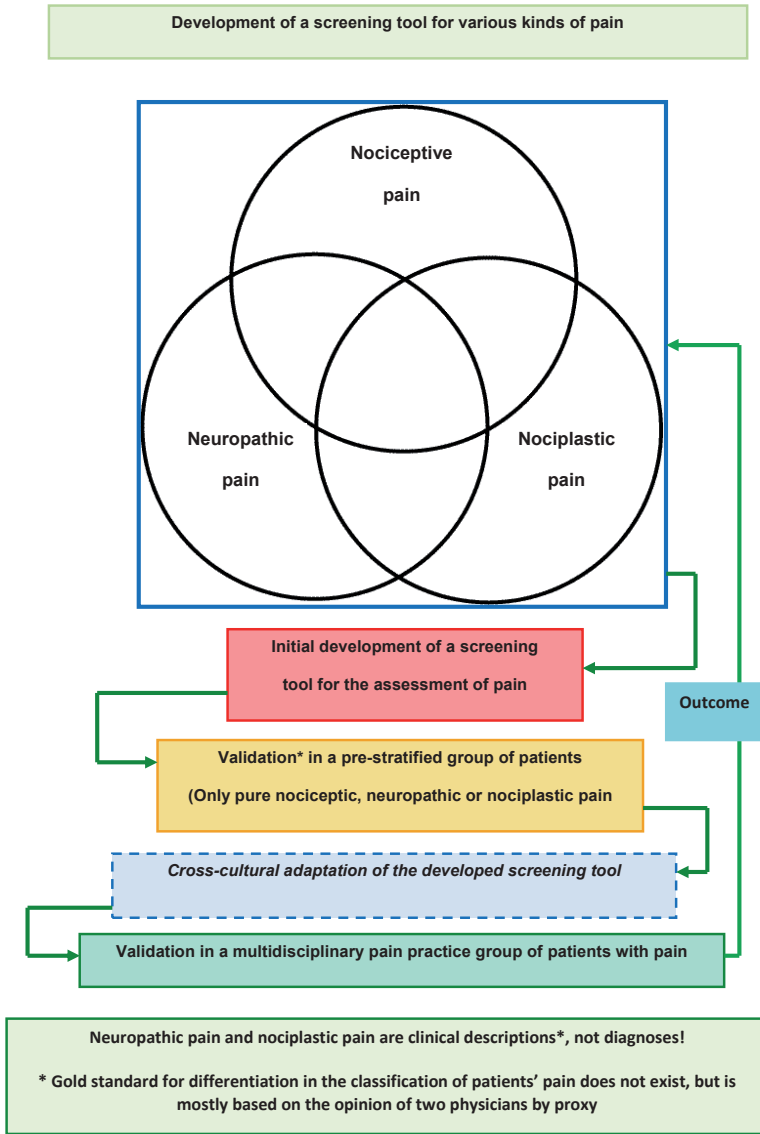 Development of a screening tool for various kinds of pain
Nociceptive
pain
Neuropathic
pain
Nociplastic
pain
Initial development of a screening
tool for the assessment of pain
Outcome
Validation* in a pre-stratified group of patients
(Only pure nociceptive, neuropathic or nociplastic pain
Cross-cultural adaptation of the developed screening tool
Validation in a multidisciplinary pain practice group of patients with pain
Neuropathic pain and nociplastic pain are clinical descriptions*, not diagnoses!
* Gold standard for differentiation in the classification of patients’ pain does not exist, but is
mostly based on the opinion of two physicians by proxy